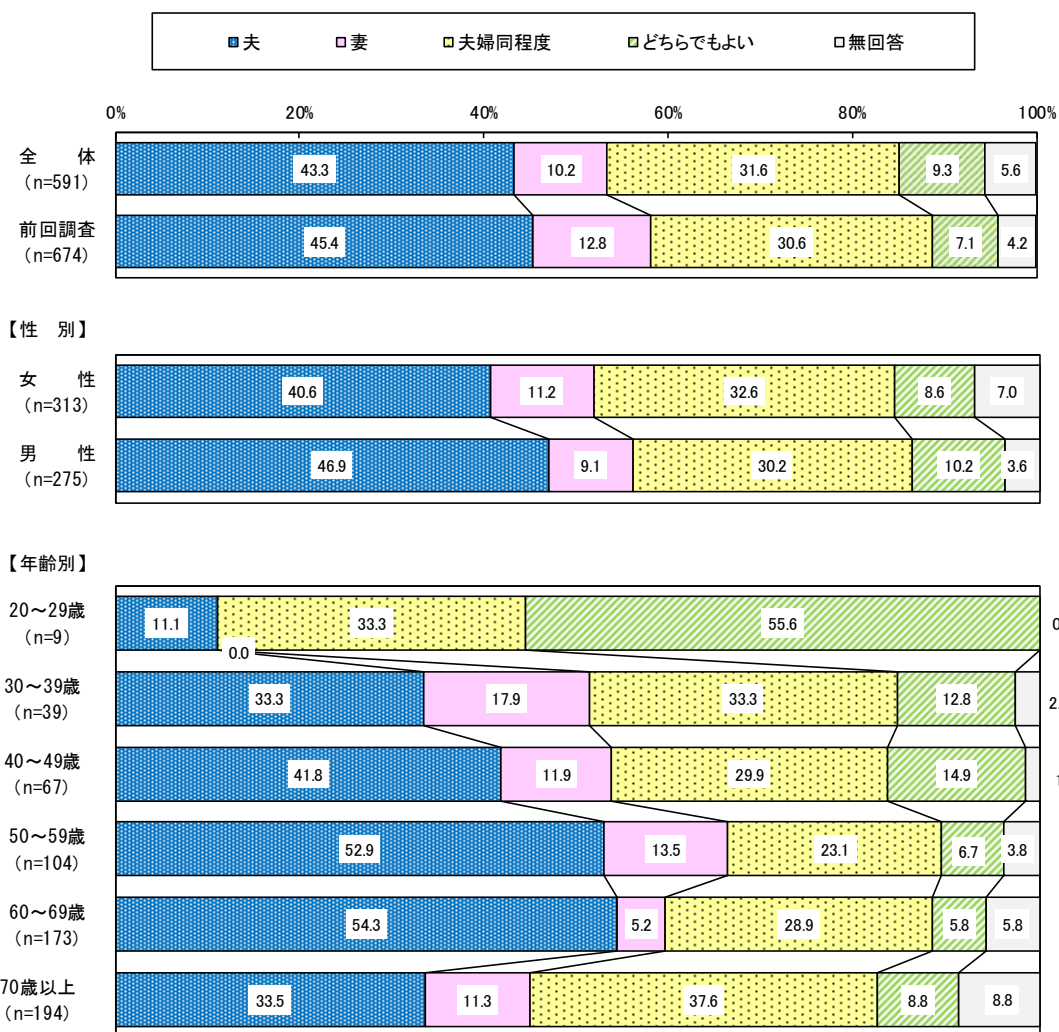 夫 妻 夫婦同程度 どちらでもよい 無回答
0% 20% 40% 60% 80% 100%
全 体 43.3 10.2 31.6 9.3 5.6
(n=591)
前回調査 45.4 12.8 30.6 7.1 4.2
(n=674)
【性 別】
女 性 40.6 11.2 32.6 8.6 7.0
(n=313)
男 性 46.9 9.1 30.2 10.2 3.6
(n=275)
【年齢別】
20～29歳 11.1 0.0 33.3 55.6
(n=9)
30～39歳 33.3 17.9 33.3 12.8
(n=39)
40～49歳 41.8 11.9 29.9 14.9
(n=67)
50～59歳 52.9 13.5 23.1 6.7 3.8
(n=104)
60～69歳 54.3 5.2 28.9 5.8 5.8
(n=173)
70歳以上 33.5 11.3 37.6 8.8 8.8
(n=194)